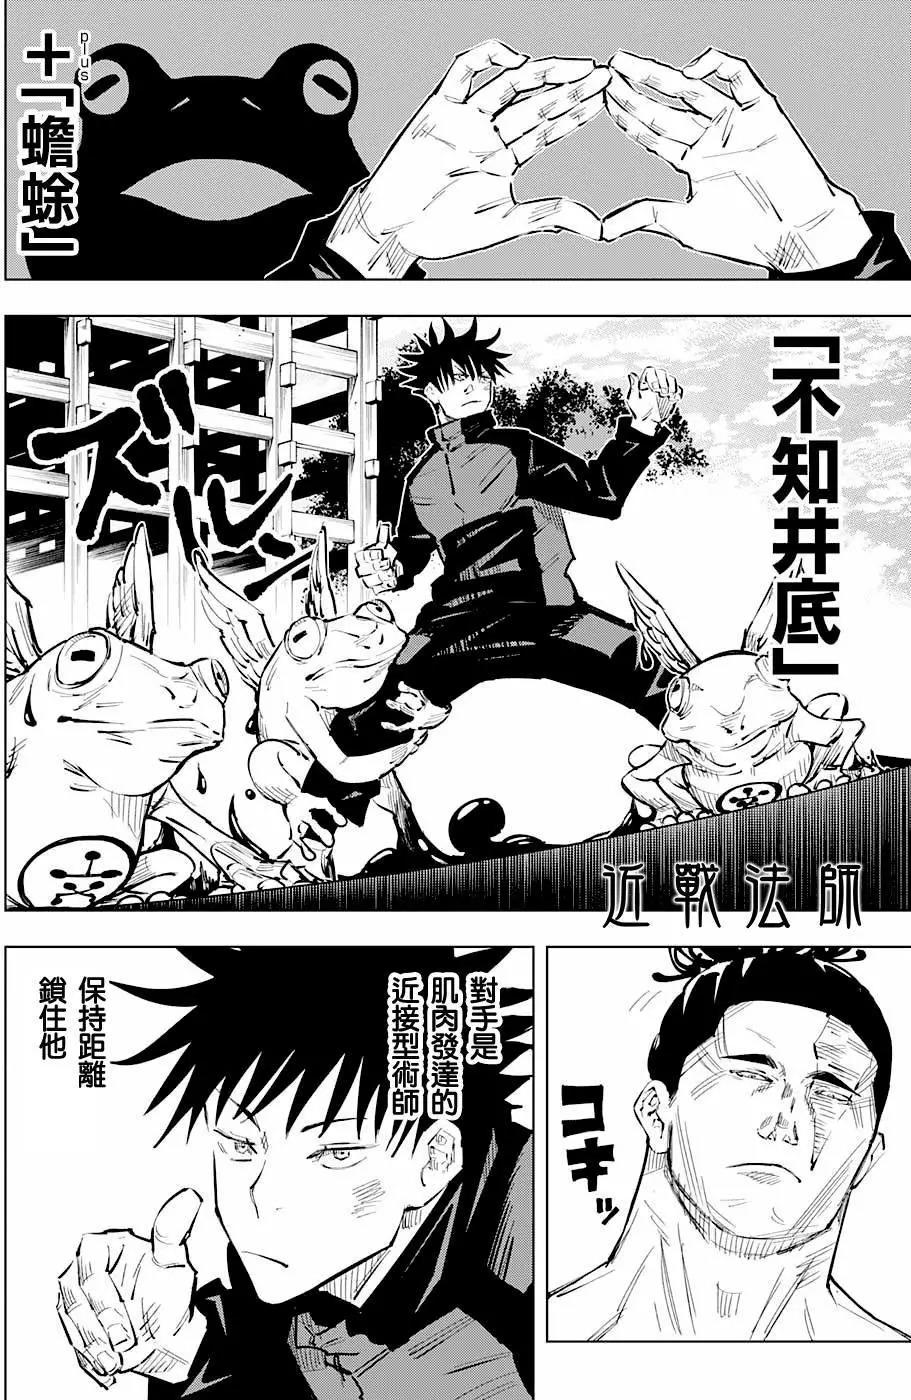 plus
＋「蟾蜍」
「不知井底」
ズルンッ
近戰法師
コキッ
對手是
肌肉發達的
近接型術師
保持距離
鎖住他